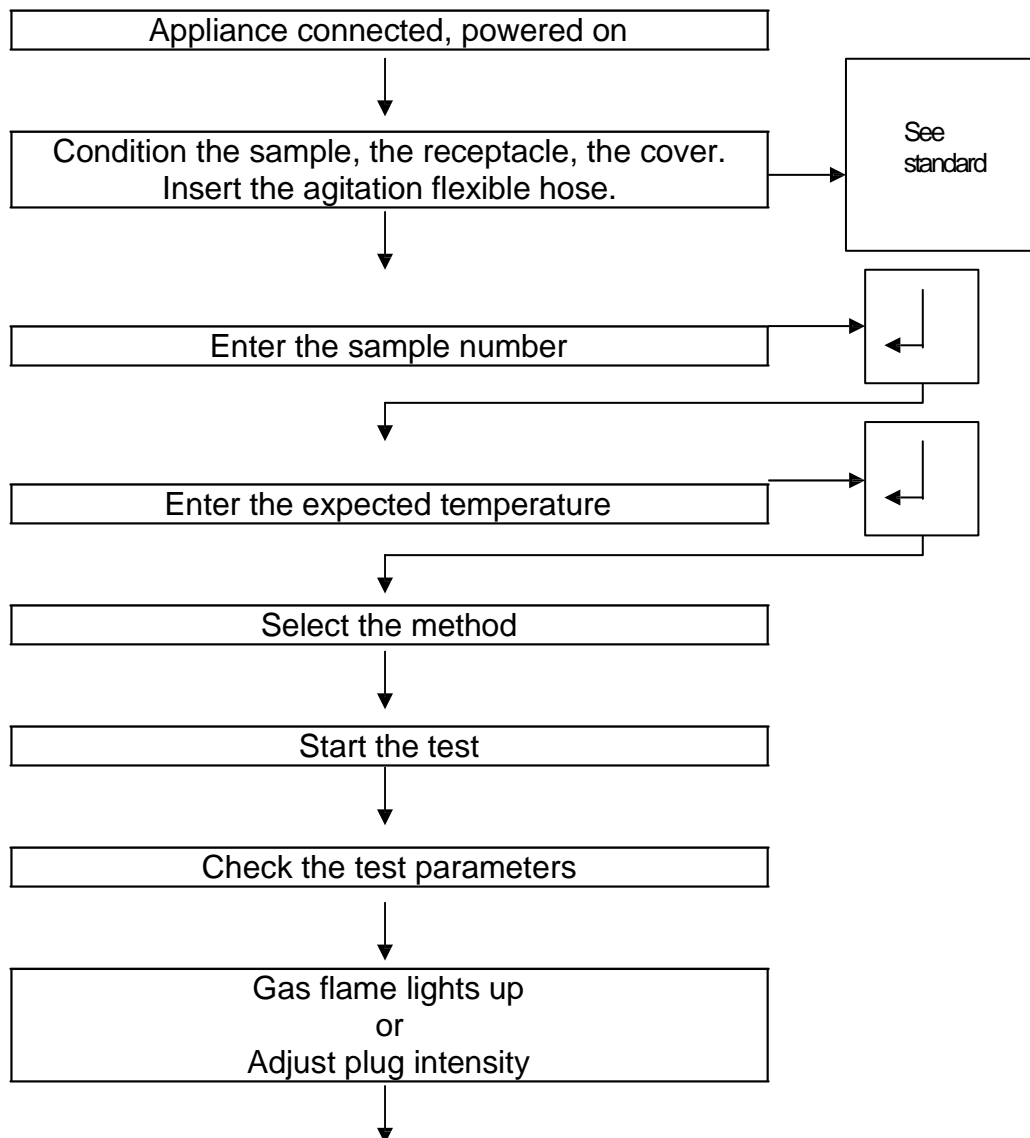 Appliance connected, powered on
Condition the sample, the receptacle, the cover.
Insert the agitation flexible hose.
See
standard
Enter the sample number
Enter the expected temperature
Select the method
Start the test
Check the test parameters
Gas flame lights up
or
Adjust plug intensity